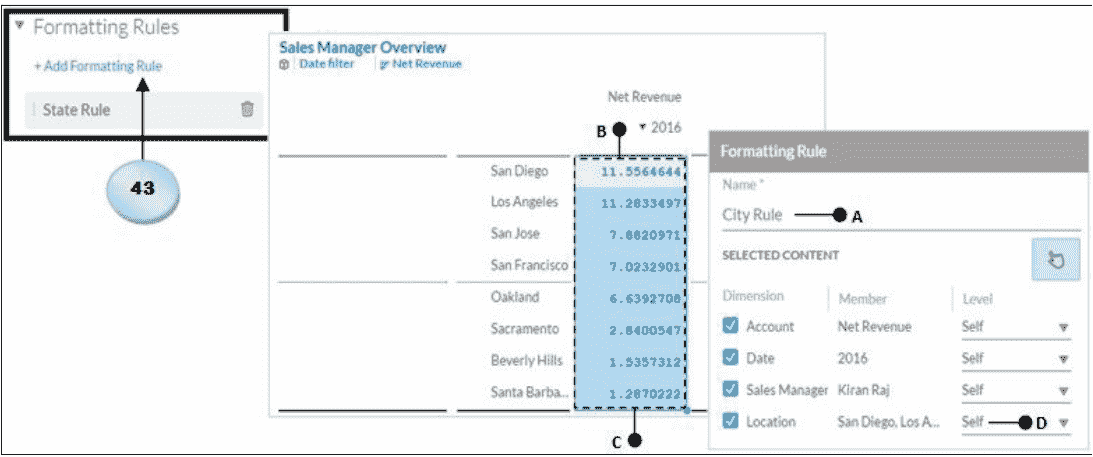 Formatting Rules
+ Add Formatting Rule
State Rule
43
Sales Manager Overview
Date filter Net Revenue
Net Revenue
B 2016
San Diego 11.5564644
Los Angeles 11.2833497
San Jose 7.8820971
San Francisco 7.0232901
Oakland 6.6392708
Sacramento 2.8400547
Beverly Hills 1.5357312
Santa Barba... 1.2870222
C
Formatting Rule
Name *
City Rule A
SELECTED CONTENT
Dimension Member Level
Account Net Revenue Self
Date 2016 Self
Sales Manager Kiran Raj Self
Location San Diego, Los A... Self D